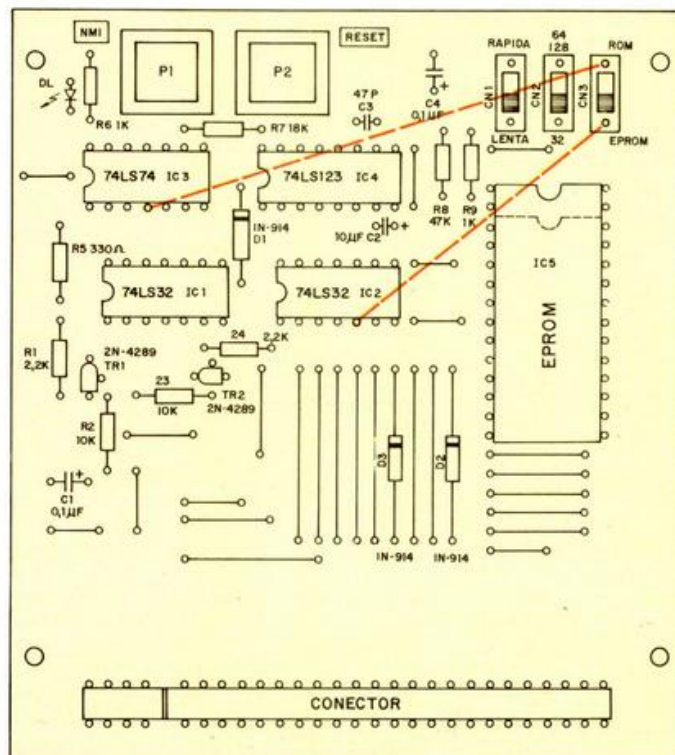 NMI
RESET
P1
P2
DL
R6 1K
R7 18K
47 P
C3
C4
0,1µF
RAPIDA
CN1
LENTA
64
128
CN2
32
ROM
CN3
EPROM
74LS74 IC3
74LS123 IC4
R8
47K
R9
1K
IN-914
D1
10µF C2
R5 330Ω
74LS32 IC1
74LS32 IC2
IC5
EPROM
R1
2,2K
2N-4289
TR1
24
2,2K
23
10K
TR2
2N-4289
R2
10K
C1
0,1µF
D3
D2
IN-914
IN-914
CONECTOR